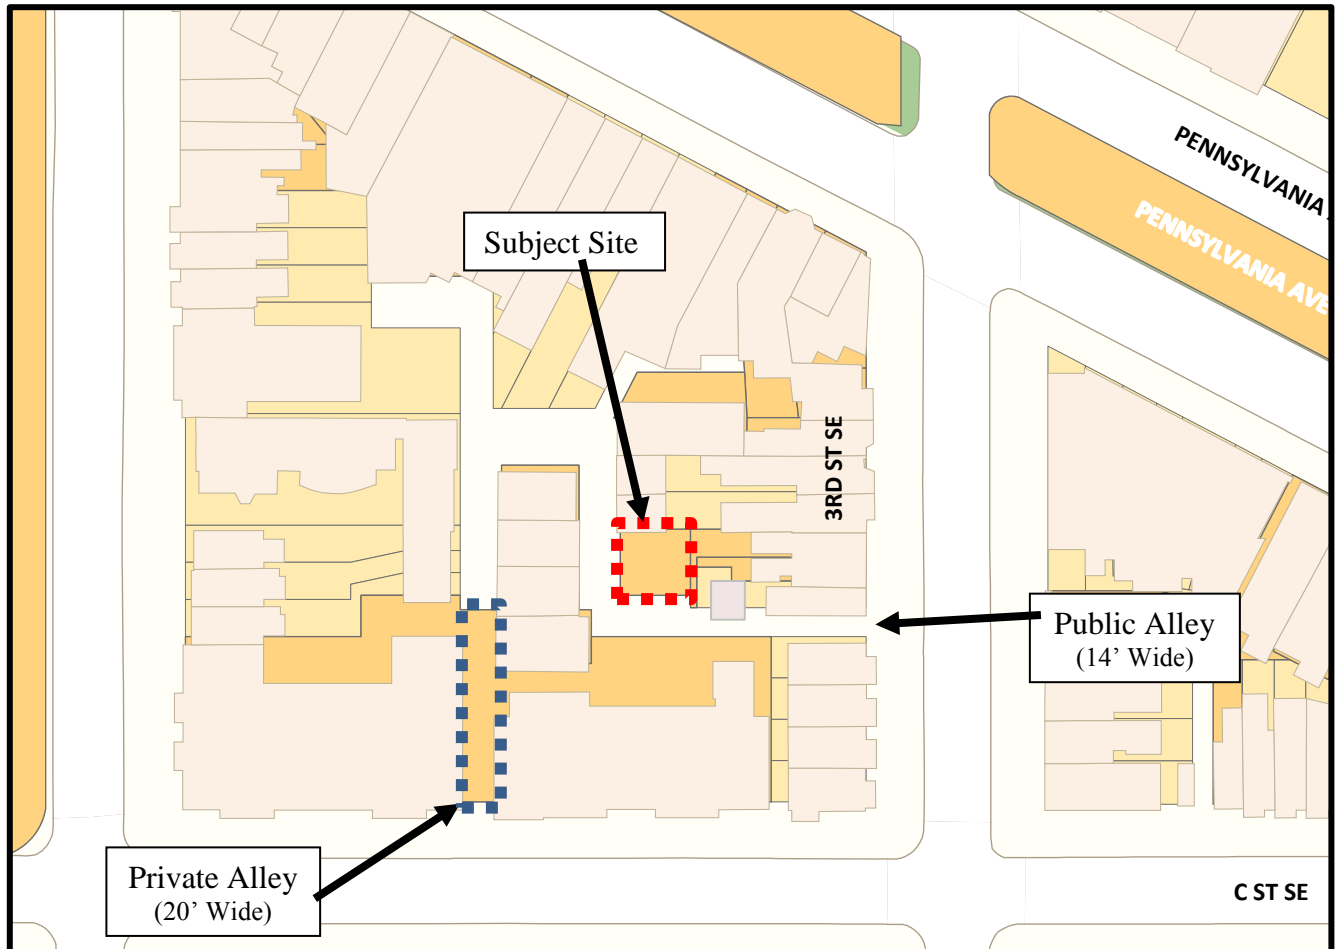 PENNSYLVANIA
PENNSYLVANIA AVE
Subject Site
3RD ST SE
Public Alley
(14’ Wide)
Private Alley
(20’ Wide)
C ST SE